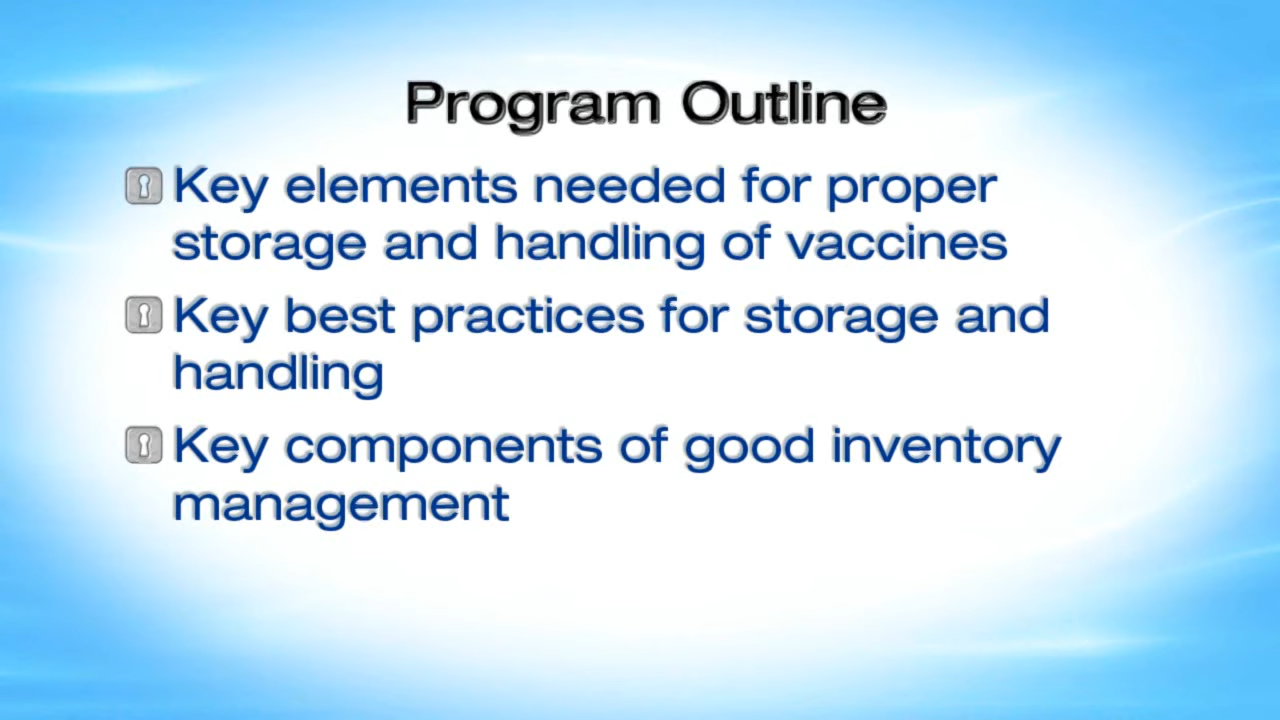 Program Outline
Key elements needed for proper
storage and handling of vaccines
Key best practices for storage and
handling
Key components of good inventory
management